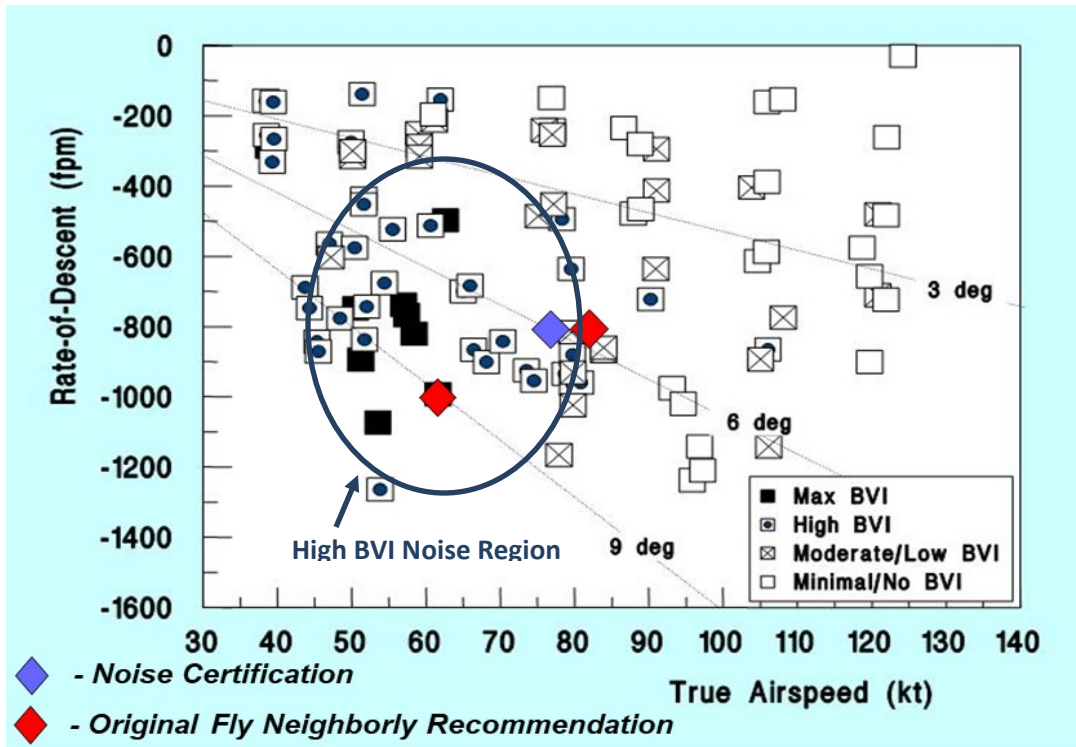 0
-200
-400
-600
-800
-1000
-1200
-1400
-1600
Rate-of-Descent (fpm)
3 deg
6 deg
9 deg
High BVI Noise Region
Max BVI
High BVI
Moderate/Low BVI
Minimal/No BVI
30 40 50 60 70 80 90 100 110 120 130 140
True Airspeed (kt)
- Noise Certification
- Original Fly Neighborly Recommendation